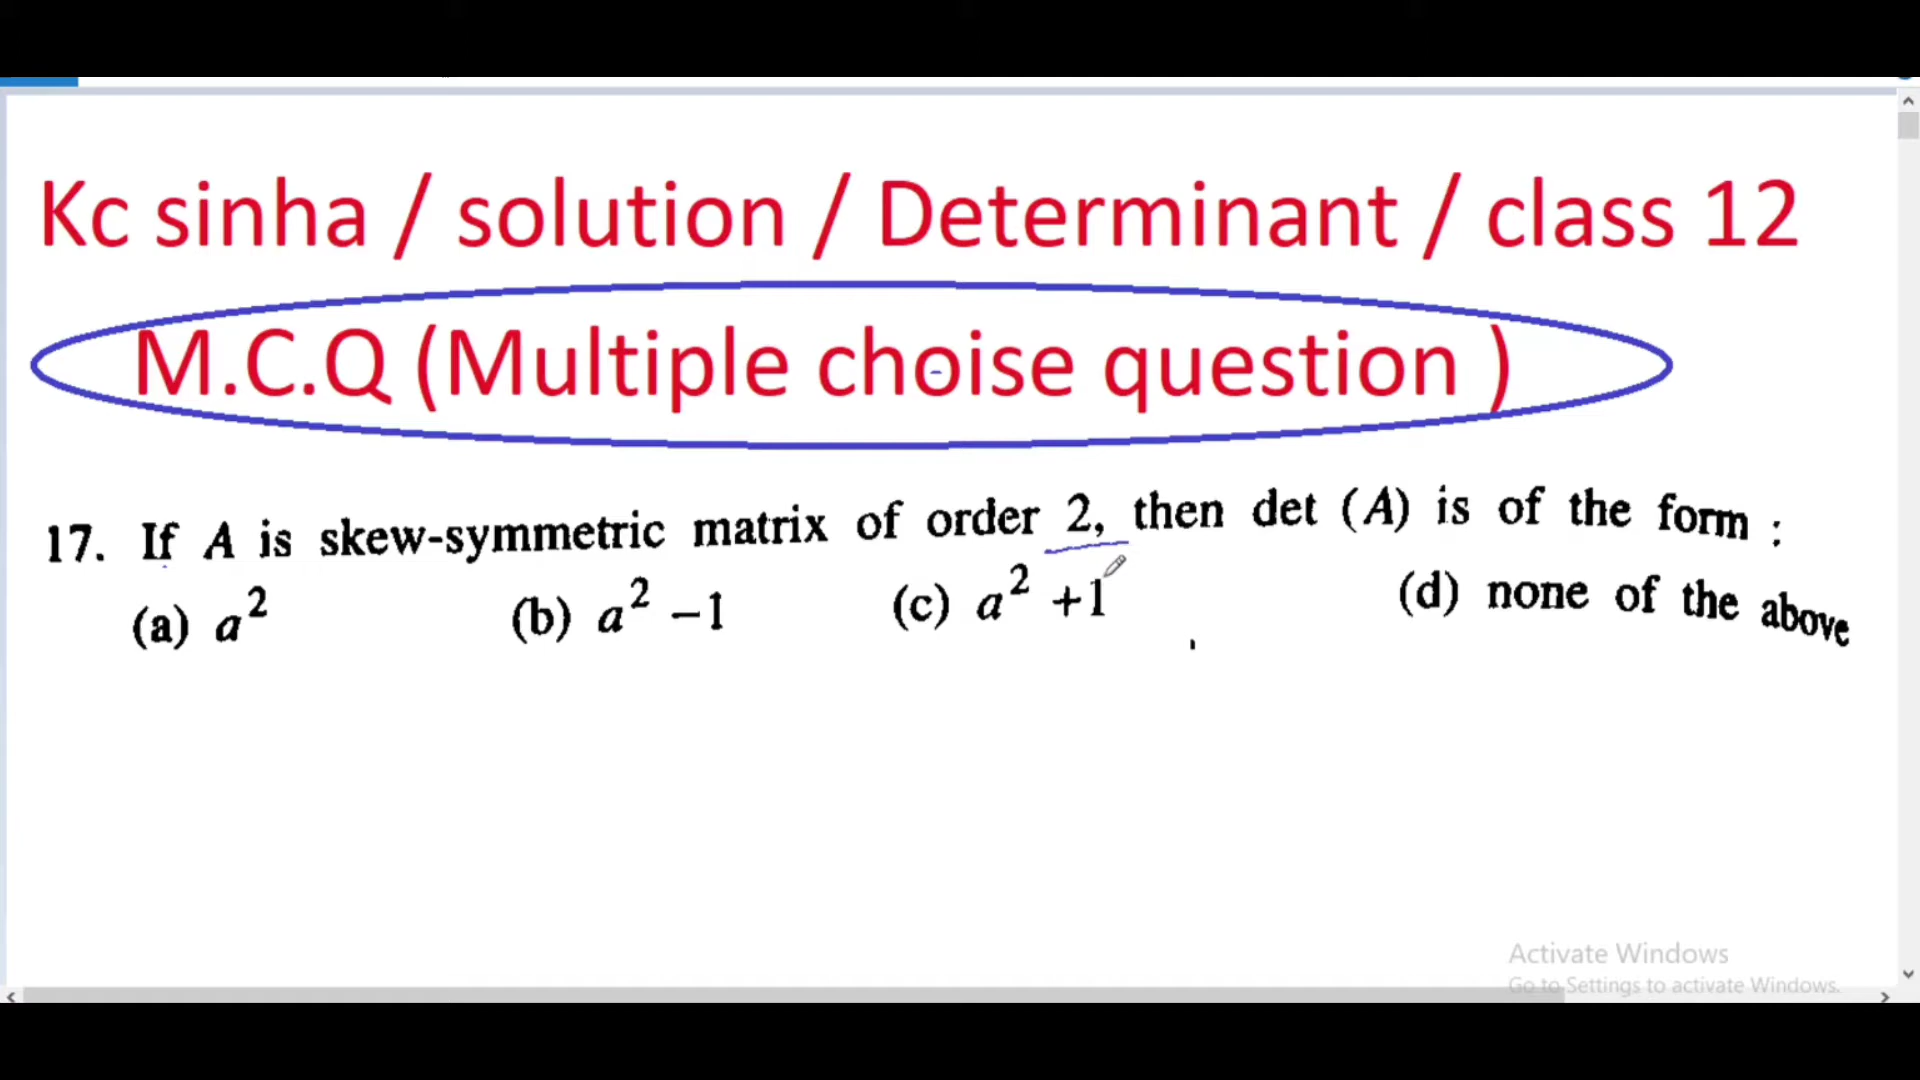 Kc sinha / solution / Determinant / class 12
M.C.Q (Multiple choise question )
17. If A is skew-symmetric matrix of order 2, then det (A) is of the form :
(a) a² (b) a² −1 (c) a² +1 (d) none of the above
Activate Windows
Go to Settings to activate Windows.